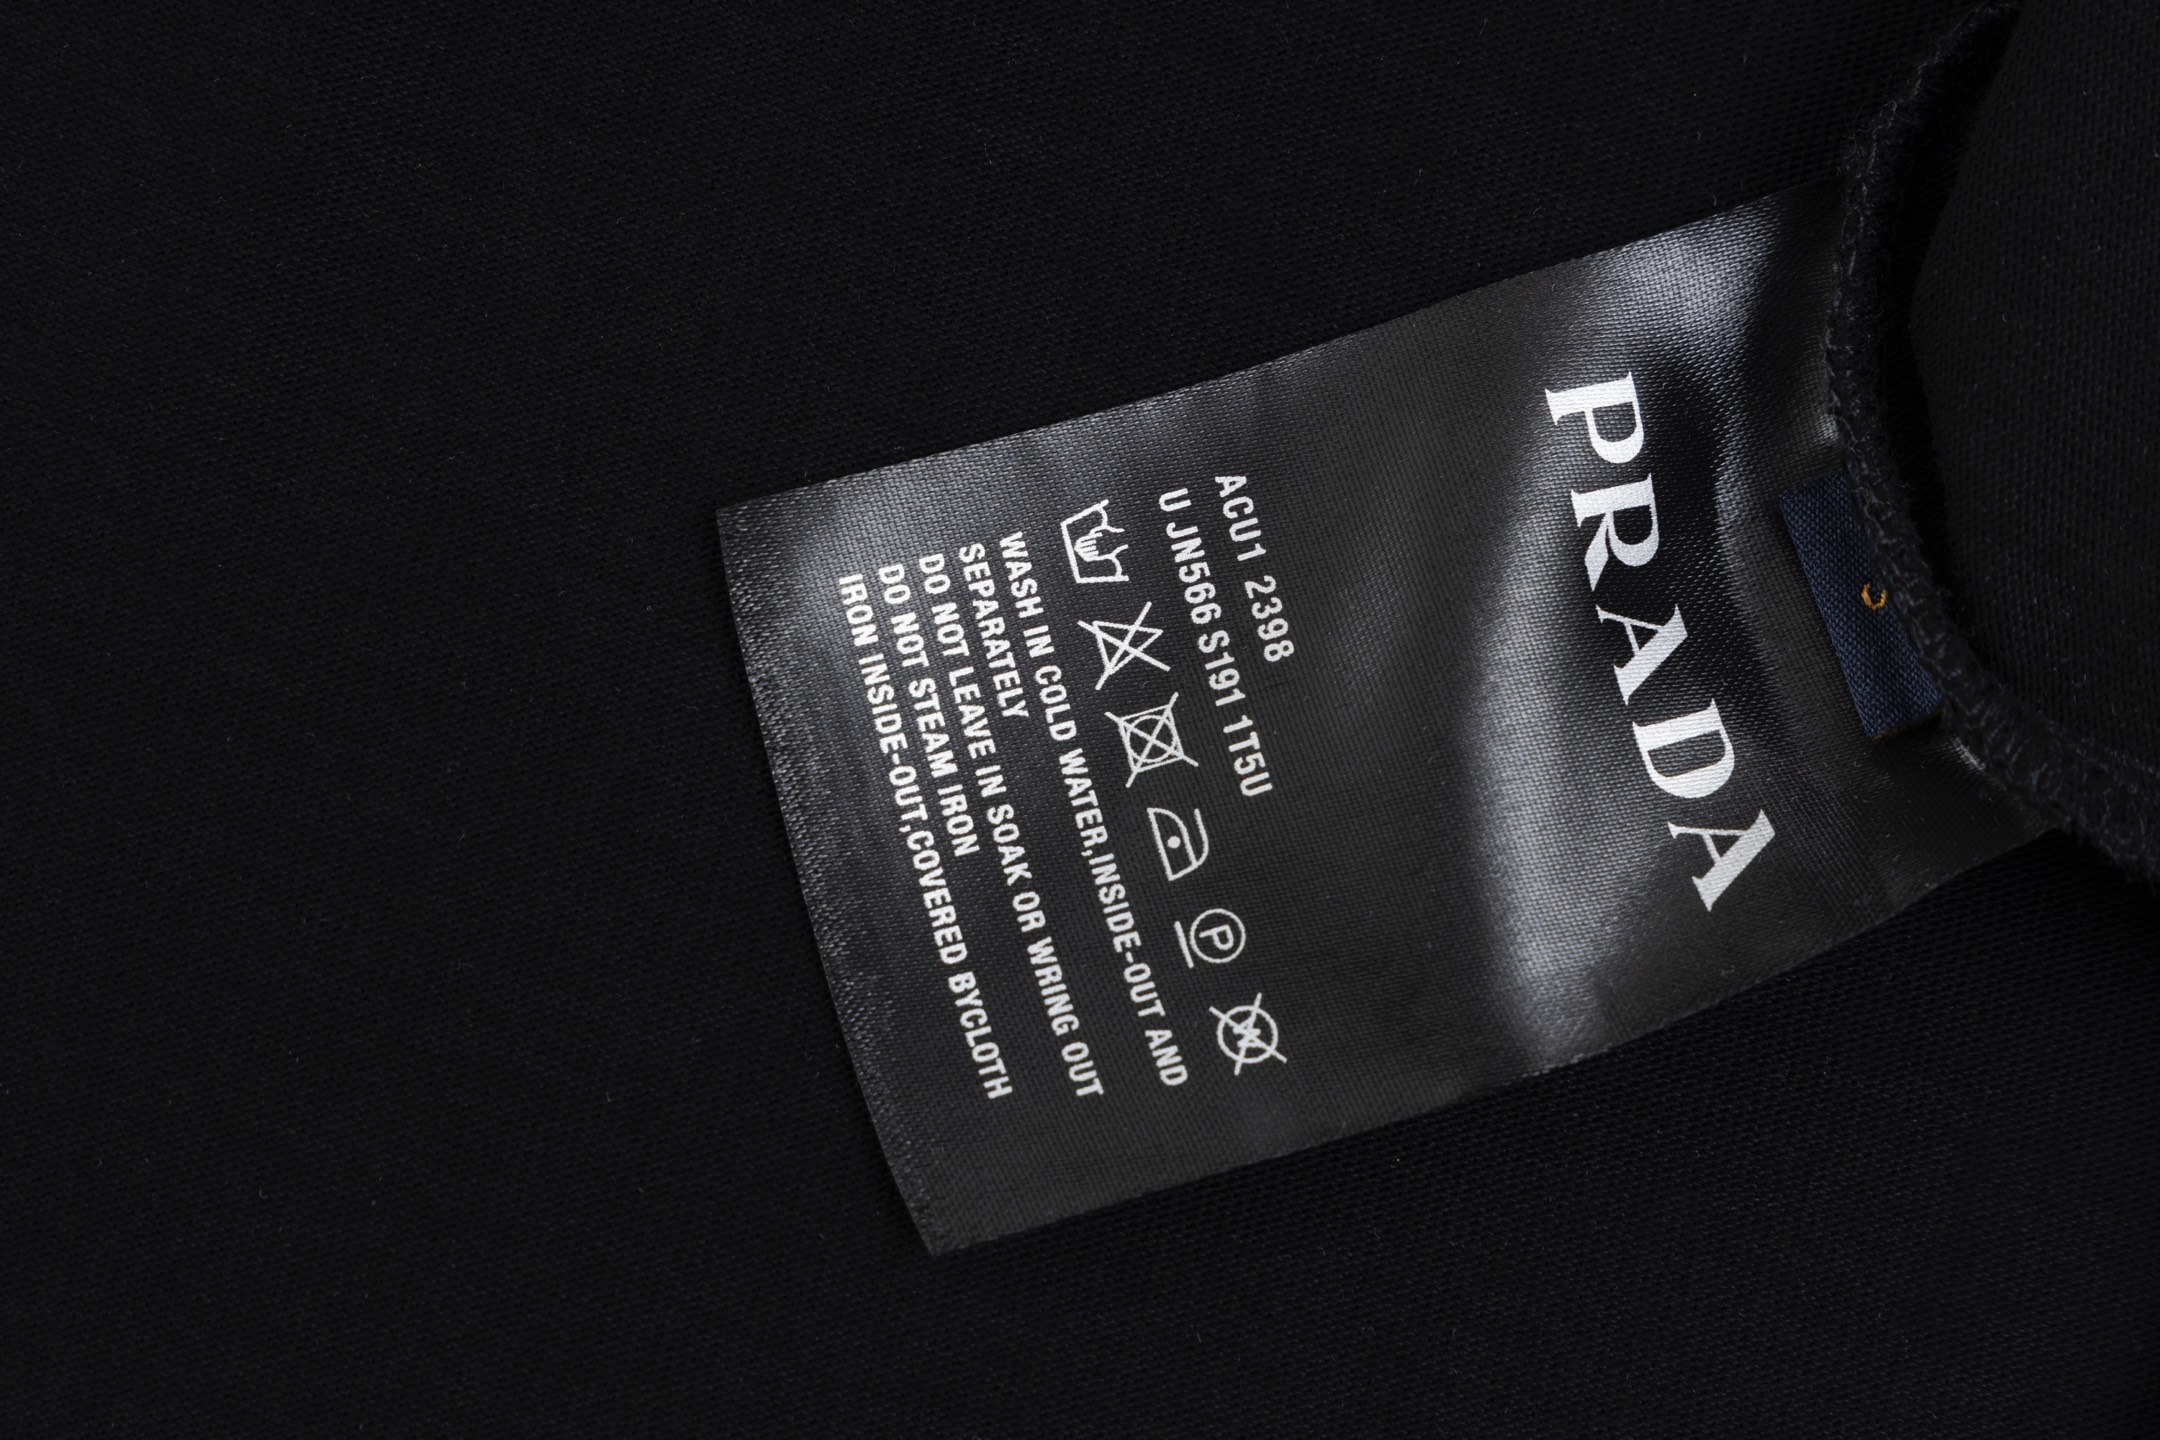 PRADA
ACU1 2398
UJN566 S191 1T5U
P
WASH IN COLD WATER,INSIDE-OUT AND
SEPARATELY
DO NOT LEAVE IN SOAK OR WRING OUT
DO NOT STEAM IRON
IRON INSIDE-OUT,COVERED BYCLOTH